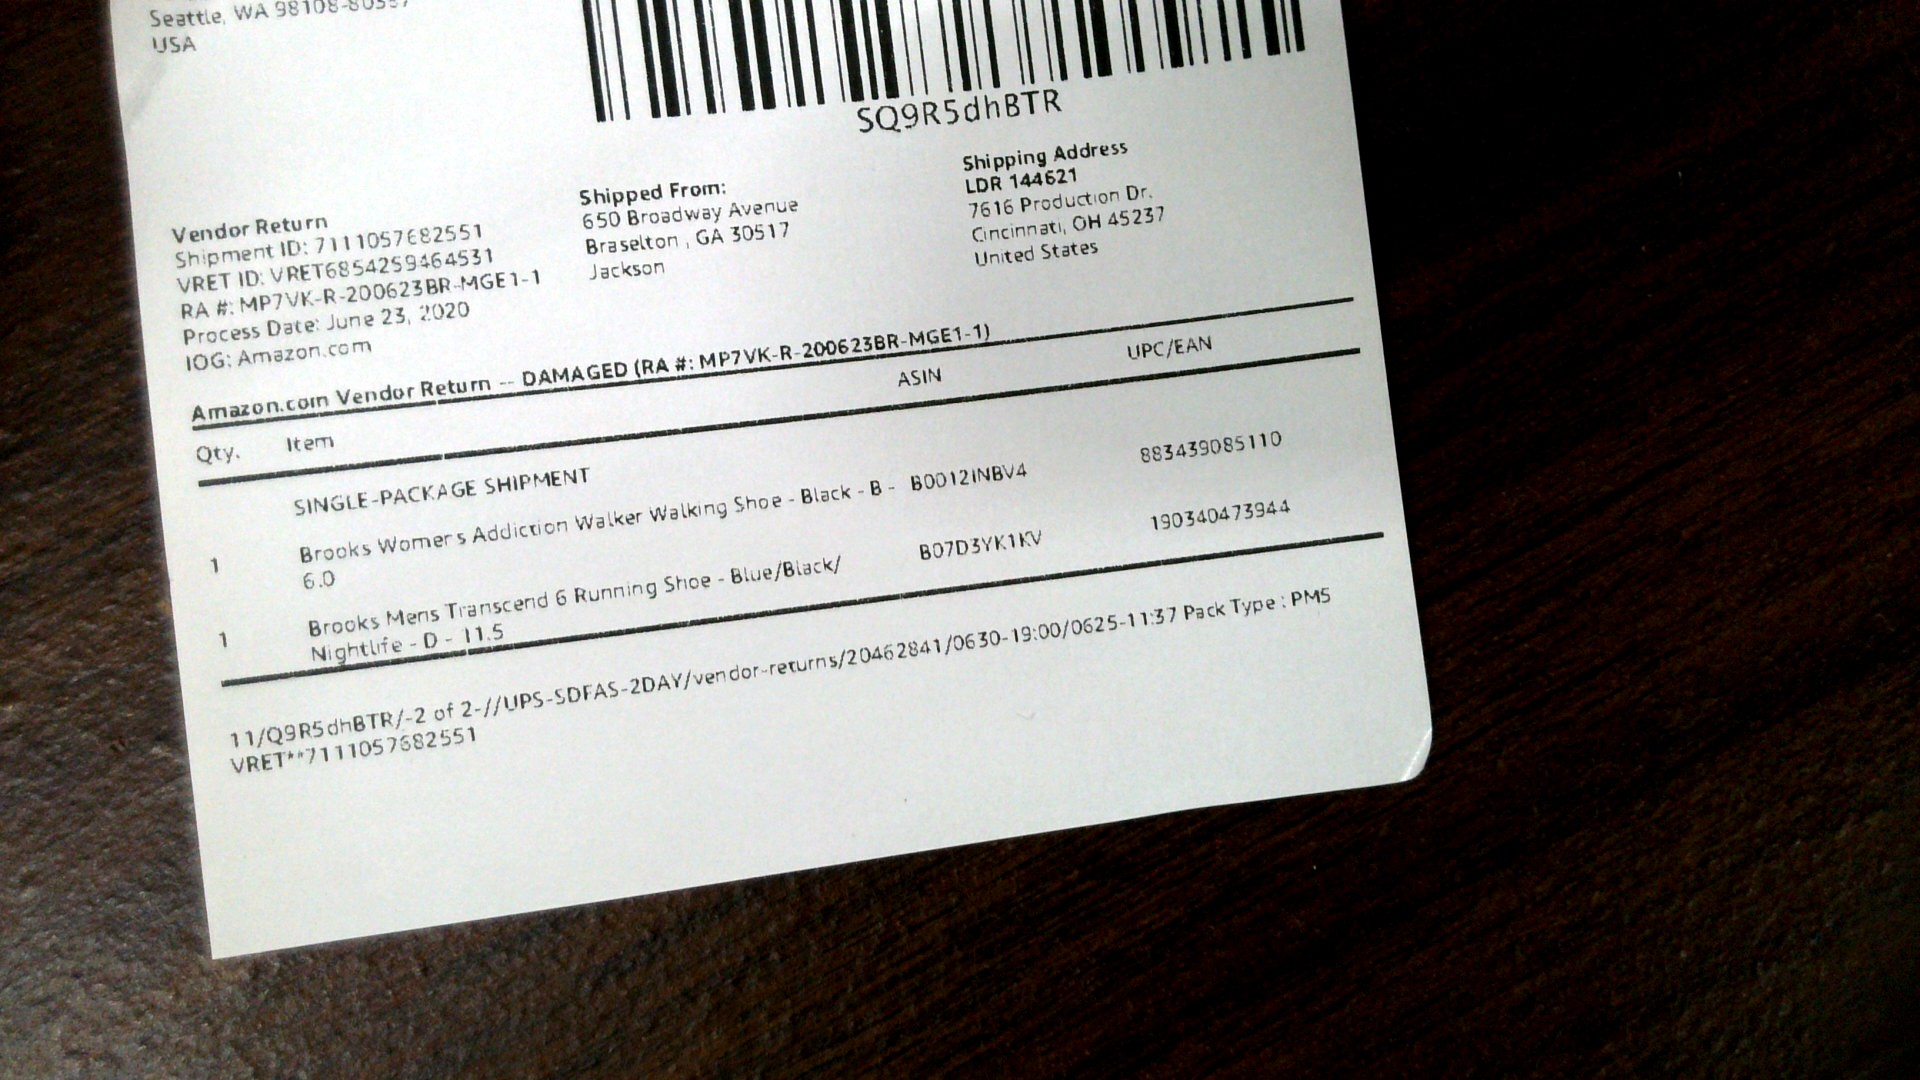 Seattle, WA 98108-80
USA
SQ9R5dhBTR
Vendor Return
Shipment ID: 7111057682551
VRET ID: VRET6854259464531
RA #: MP7VK-R-200623BR-MGE1-1
Process Date: June 23, 2020
IOG: Amazon.com
Shipped From:
650 Broadway Avenue
Braselton , GA 30517
Jackson
Shipping Address
LDR 144621
7616 Production Dr.
Cincinnati, OH 45237
United States
Amazon.com Vendor Return -- DAMAGED (RA #: MP7VK-R-200623BR-MGE1-1)
Qty. Item ASIN UPC/EAN
SINGLE-PACKAGE SHIPMENT
1 Brooks Women's Addiction Walker Walking Shoe - Black - B - B0012INBV4 883439085110
6.0
1 Brooks Mens Transcend 6 Running Shoe - Blue/Black/ B07D3YK1KV 190340473944
Nightlife - D - 11.5
11/Q9R5dhBTR/-2 of 2-//UPS-SDFAS-2DAY/vendor-returns/20462841/0630-19:00/0625-11:37 Pack Type : PM5
VRET**7111057682551